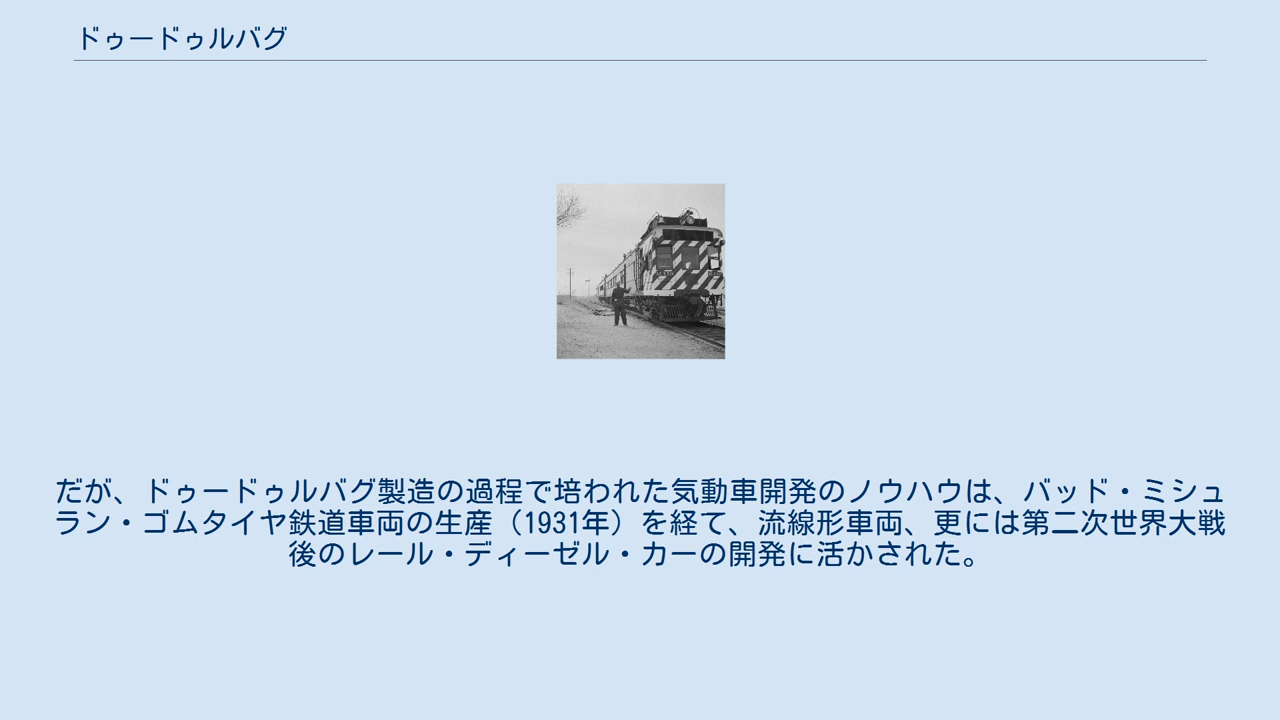 ドゥードゥルバグ
だが、ドゥードゥルバグ製造の過程で培われた気動車開発のノウハウは、バッド・ミシュ
ラン・ゴムタイヤ鉄道車両の生産（1931年）を経て、流線形車両、更には第二次世界大戦
後のレール・ディーゼル・カーの開発に活かされた。